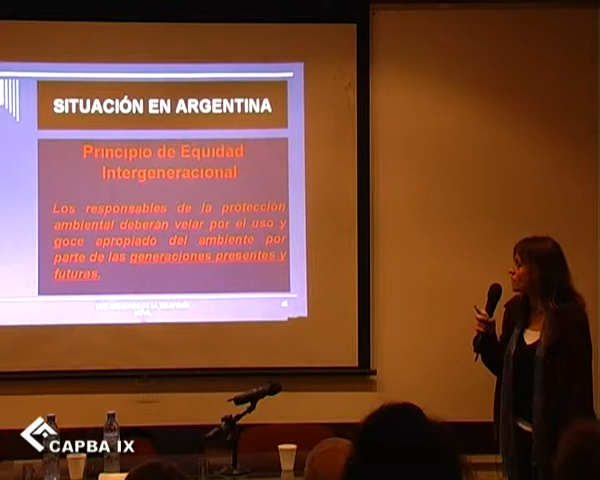 SITUACIÓN EN ARGENTINA
Principio de Equidad
Intergeneracional
Los responsables de la protección
ambiental deberán velar por el uso y
goce apropiado del ambiente por
parte de las generaciones presentes y
futuras.
CAPBA IX